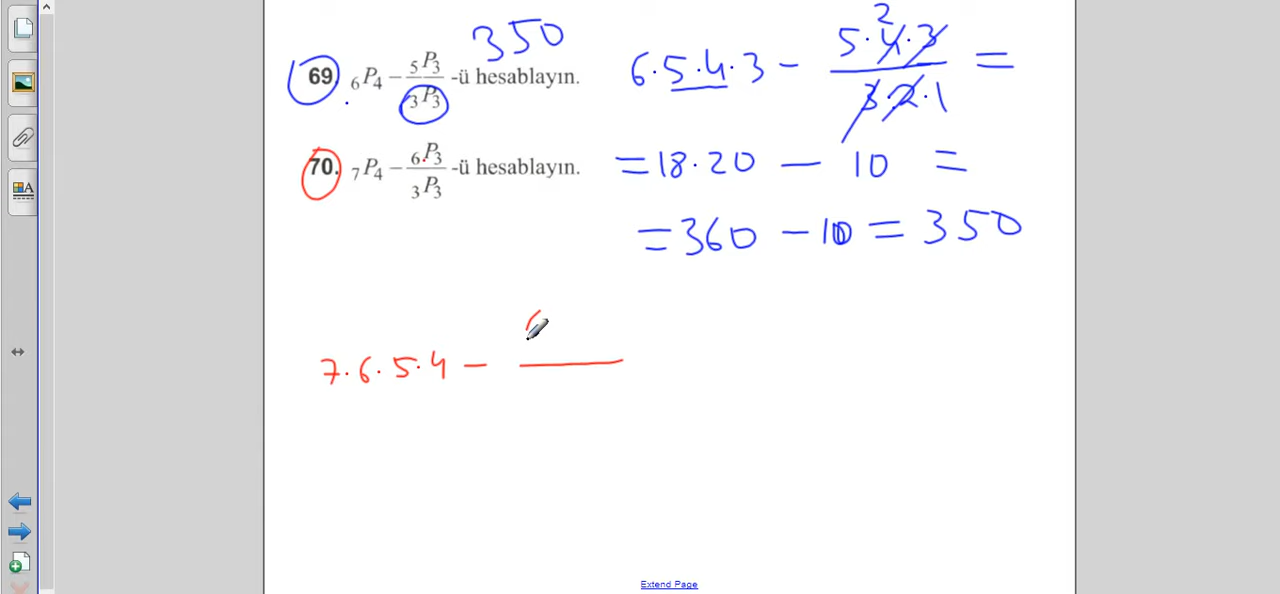 350
69. ₆P₄ − ₅P₃ / ₃P₃ -ü hesablayın.
6·5·4·3 − 5·4·3 / 3·2·1 =
2
70. ₇P₄ − ₆P₃ / ₃P₃ -ü hesablayın.
=18·20 − 10 =
=360 − 10 = 350
7·6·5·4 −
Extend Page